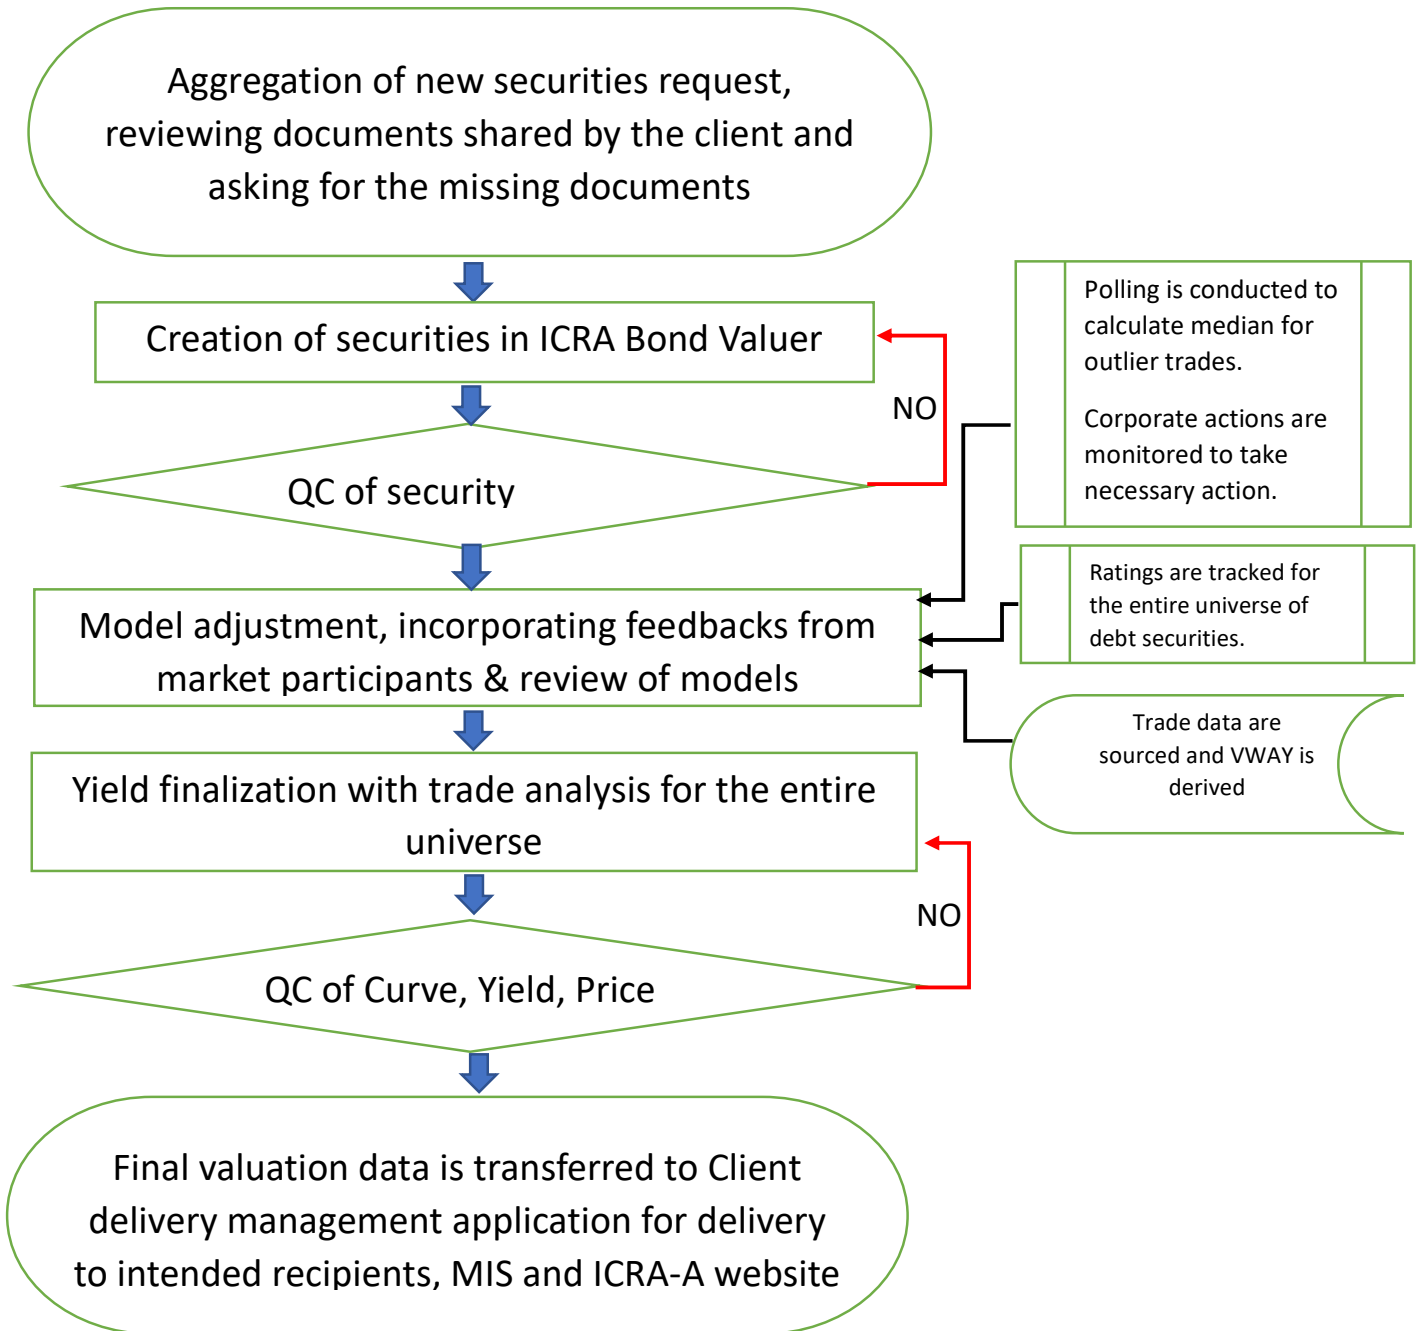 Aggregation of new securities request,
reviewing documents shared by the client and
asking for the missing documents
Creation of securities in ICRA Bond Valuer
NO
QC of security
Polling is conducted to
calculate median for
outlier trades.
Corporate actions are
monitored to take
necessary action.
Ratings are tracked for
the entire universe of
debt securities.
Model adjustment, incorporating feedbacks from
market participants & review of models
Trade data are
sourced and VWAY is
derived
Yield finalization with trade analysis for the entire
universe
NO
QC of Curve, Yield, Price
Final valuation data is transferred to Client
delivery management application for delivery
to intended recipients, MIS and ICRA-A website